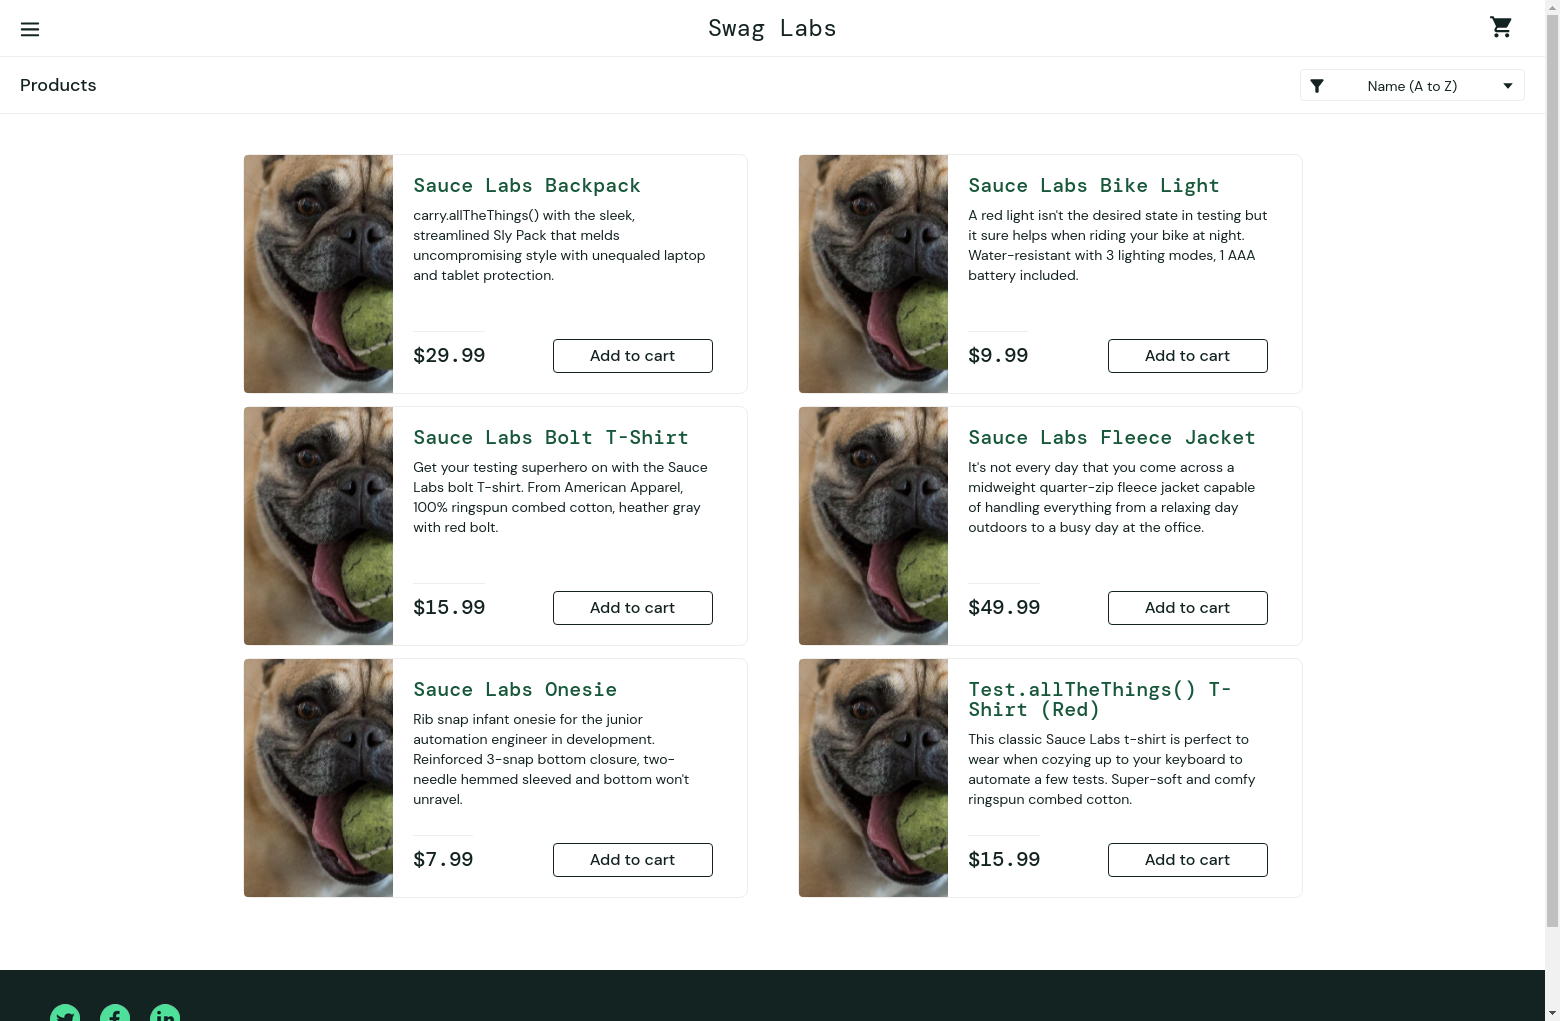 Swag Labs
Products
Name (A to Z)
Sauce Labs Backpack
carry.allTheThings() with the sleek,
streamlined Sly Pack that melds
uncompromising style with unequaled laptop
and tablet protection.
$29.99
Add to cart
Sauce Labs Bike Light
A red light isn't the desired state in testing but
it sure helps when riding your bike at night.
Water-resistant with 3 lighting modes, 1 AAA
battery included.
$9.99
Add to cart
Sauce Labs Bolt T-Shirt
Get your testing superhero on with the Sauce
Labs bolt T-shirt. From American Apparel,
100% ringspun combed cotton, heather gray
with red bolt.
$15.99
Add to cart
Sauce Labs Fleece Jacket
It's not every day that you come across a
midweight quarter-zip fleece jacket capable
of handling everything from a relaxing day
outdoors to a busy day at the office.
$49.99
Add to cart
Sauce Labs Onesie
Rib snap infant onesie for the junior
automation engineer in development.
Reinforced 3-snap bottom closure, two-
needle hemmed sleeved and bottom won't
unravel.
$7.99
Add to cart
Test.allTheThings() T-
Shirt (Red)
This classic Sauce Labs t-shirt is perfect to
wear when cozying up to your keyboard to
automate a few tests. Super-soft and comfy
ringspun combed cotton.
$15.99
Add to cart